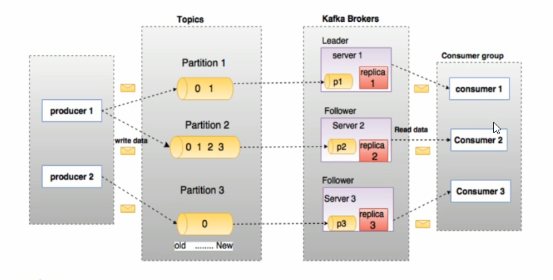 Topics
Kafka Brokers
Consumer group
producer 1
producer 2
write data
Partition 1
0 1
Partition 2
0 1 2 3
Partition 3
0
old ........ New
Leader
server 1
p1
replica
1
Follower
Server 2
p2
replica
2
Follower
Server 3
p3
replica
3
Read data
consumer 1
Consumer 2
Consumer 3